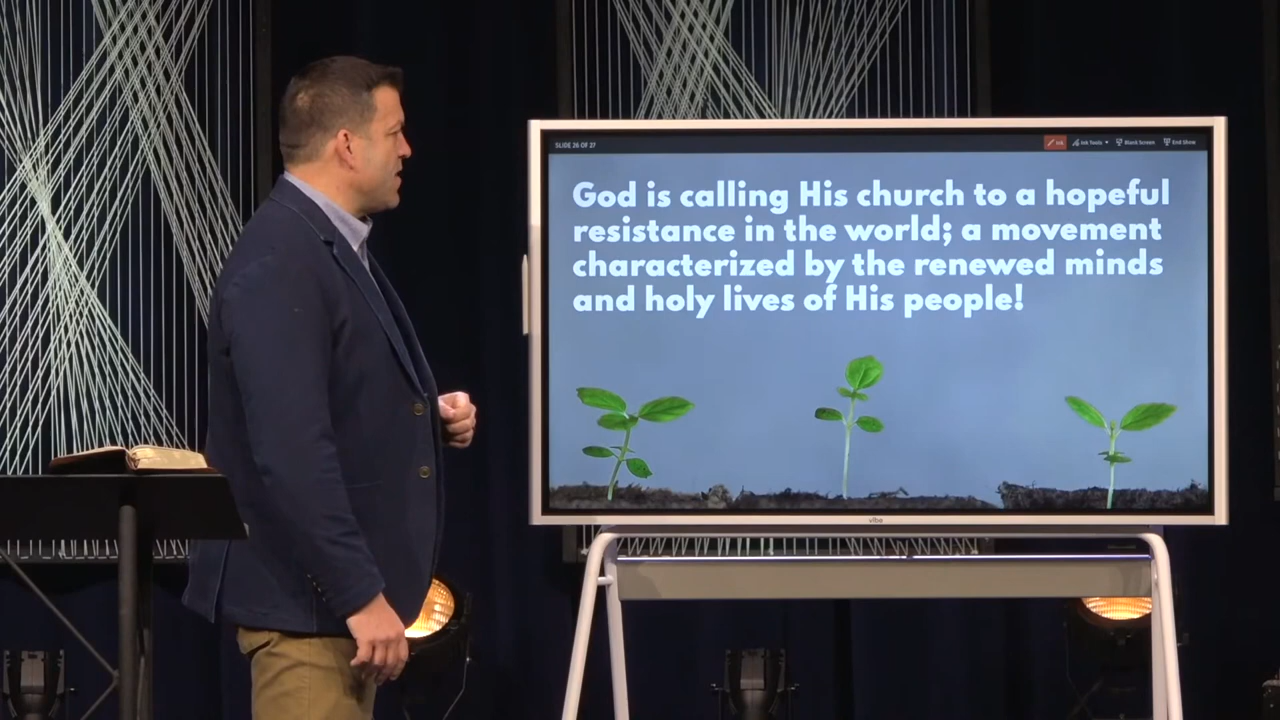 SLIDE 26 OF 27
Ink Ink Tools Blank Screen End Show
God is calling His church to a hopeful
resistance in the world; a movement
characterized by the renewed minds
and holy lives of His people!
vibe